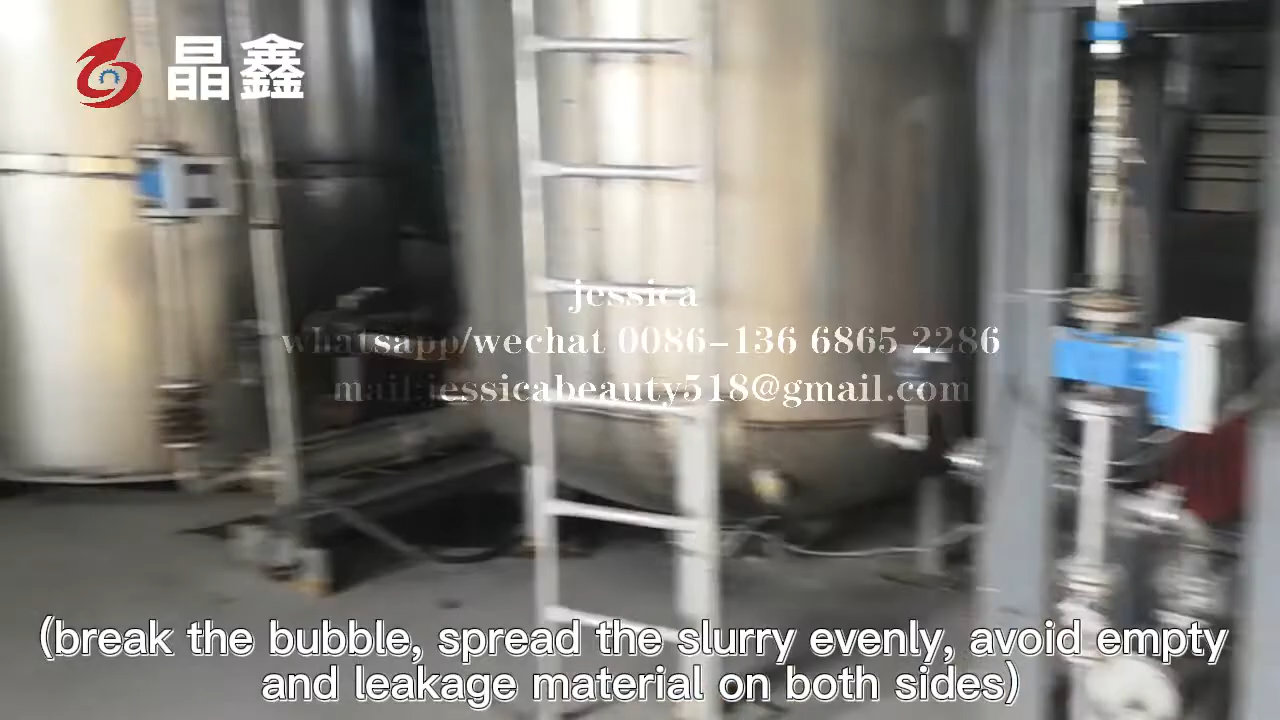 晶鑫
jessica
whatsapp/wechat 0086-136 6865 2286
mail:jessicabeauty518@gmail.com
(break the bubble, spread the slurry evenly, avoid empty
and leakage material on both sides)